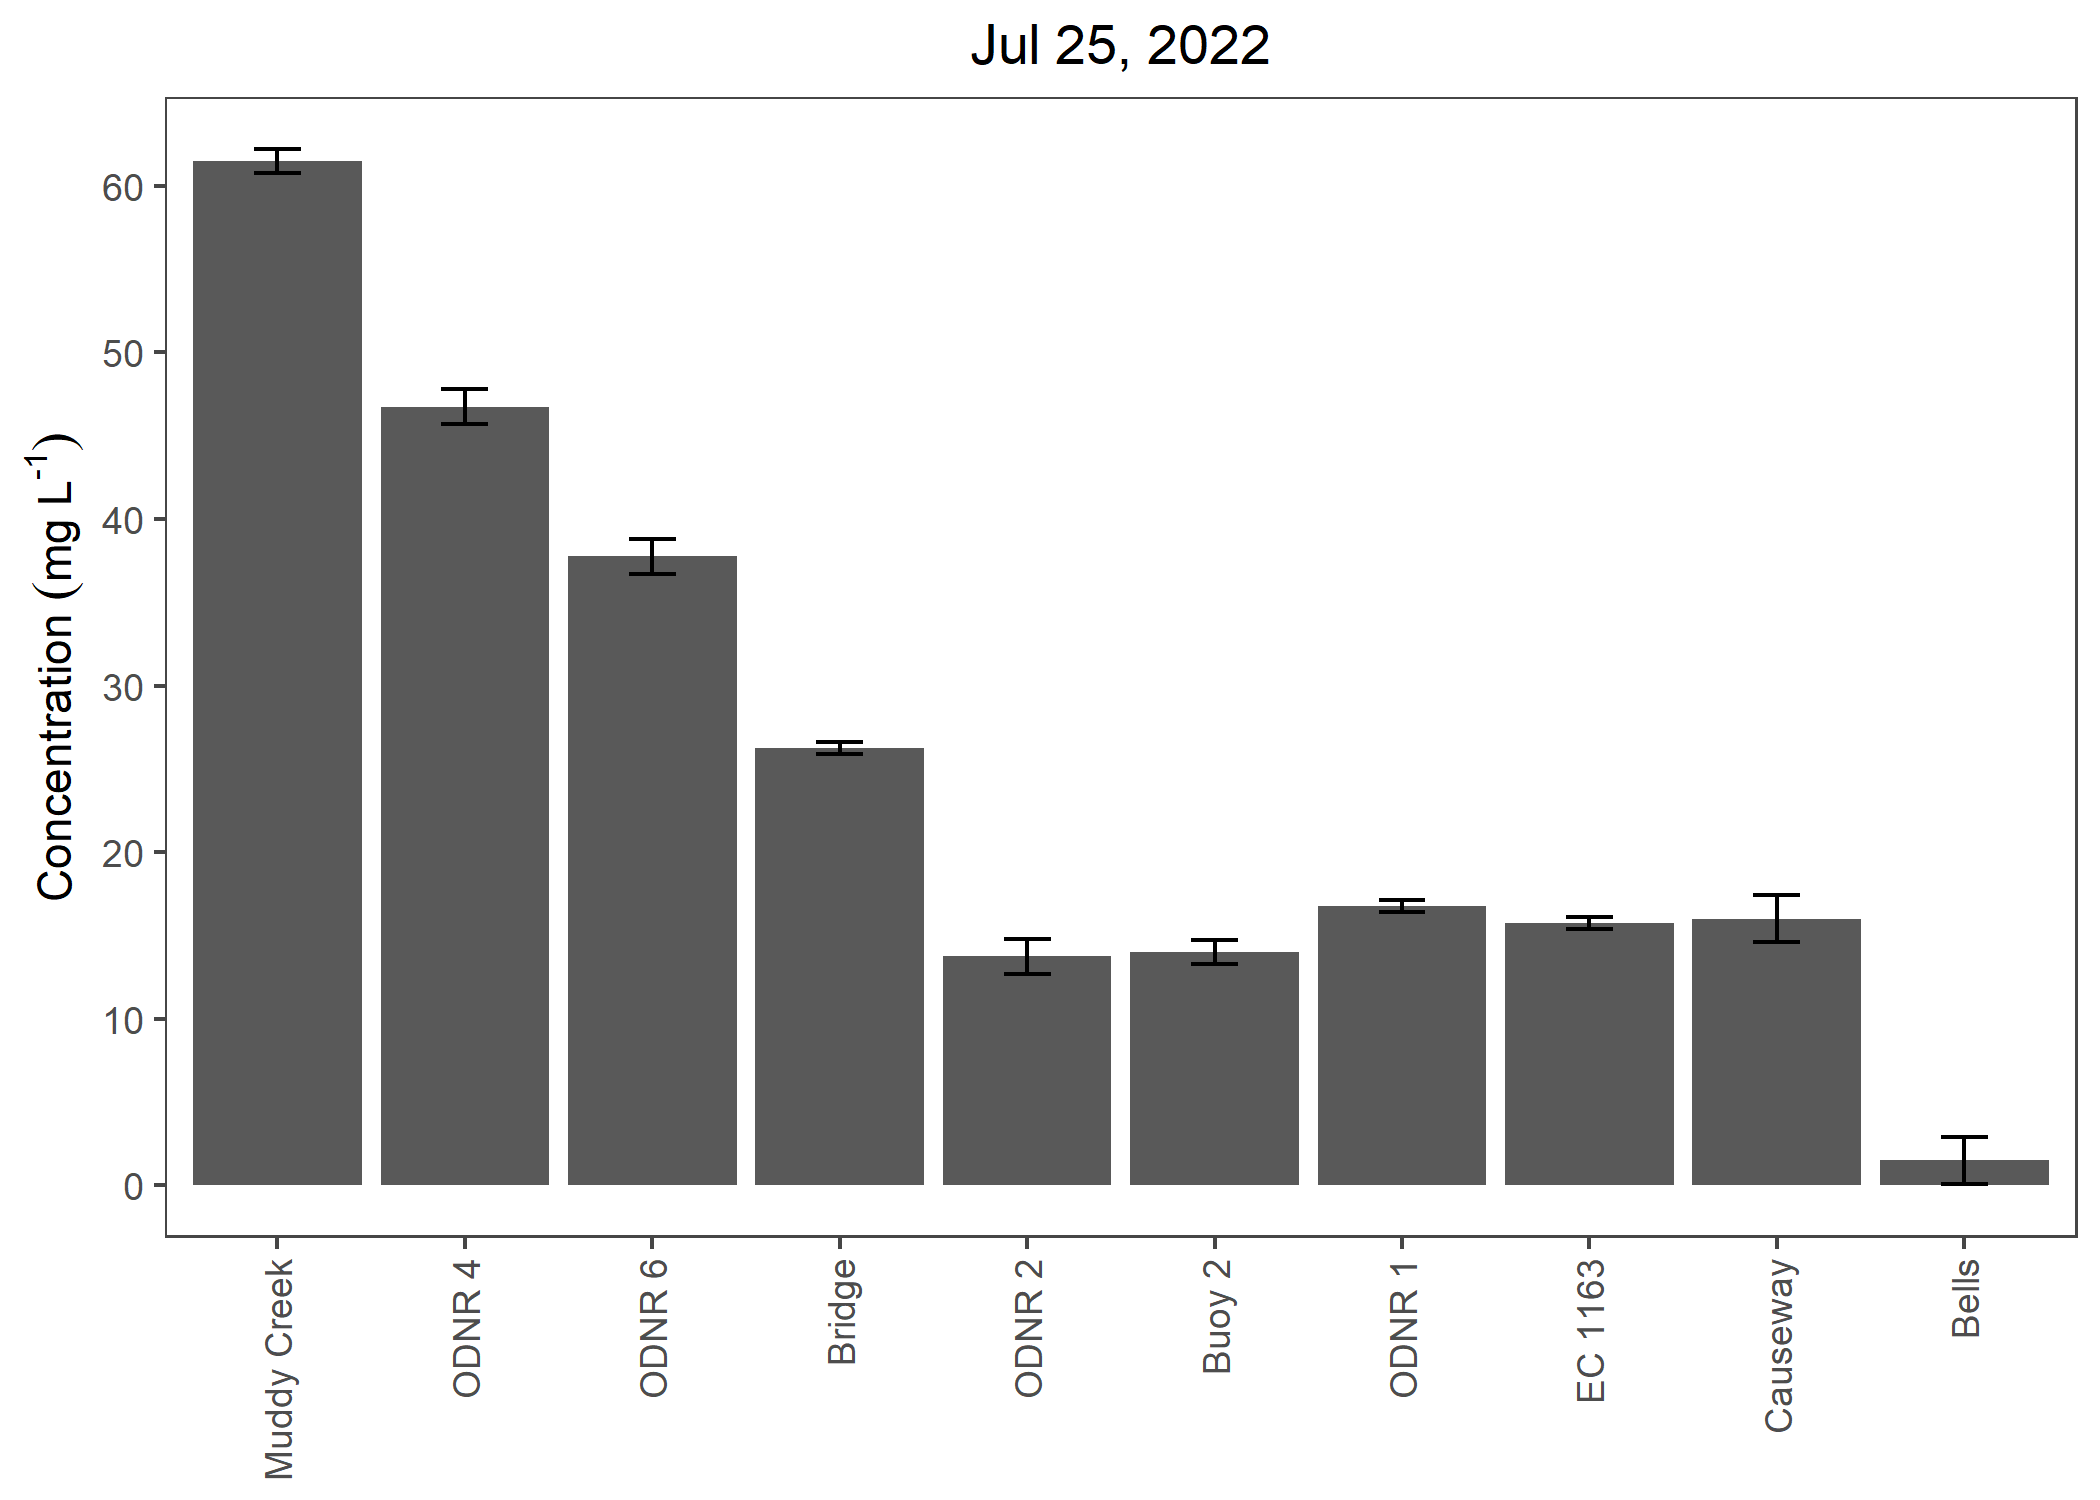 Jul 25, 2022
Concentration (mg L⁻¹)
60
50
40
30
20
10
0
Muddy Creek
ODNR 4
ODNR 6
Bridge
ODNR 2
Buoy 2
ODNR 1
EC 1163
Causeway
Bells